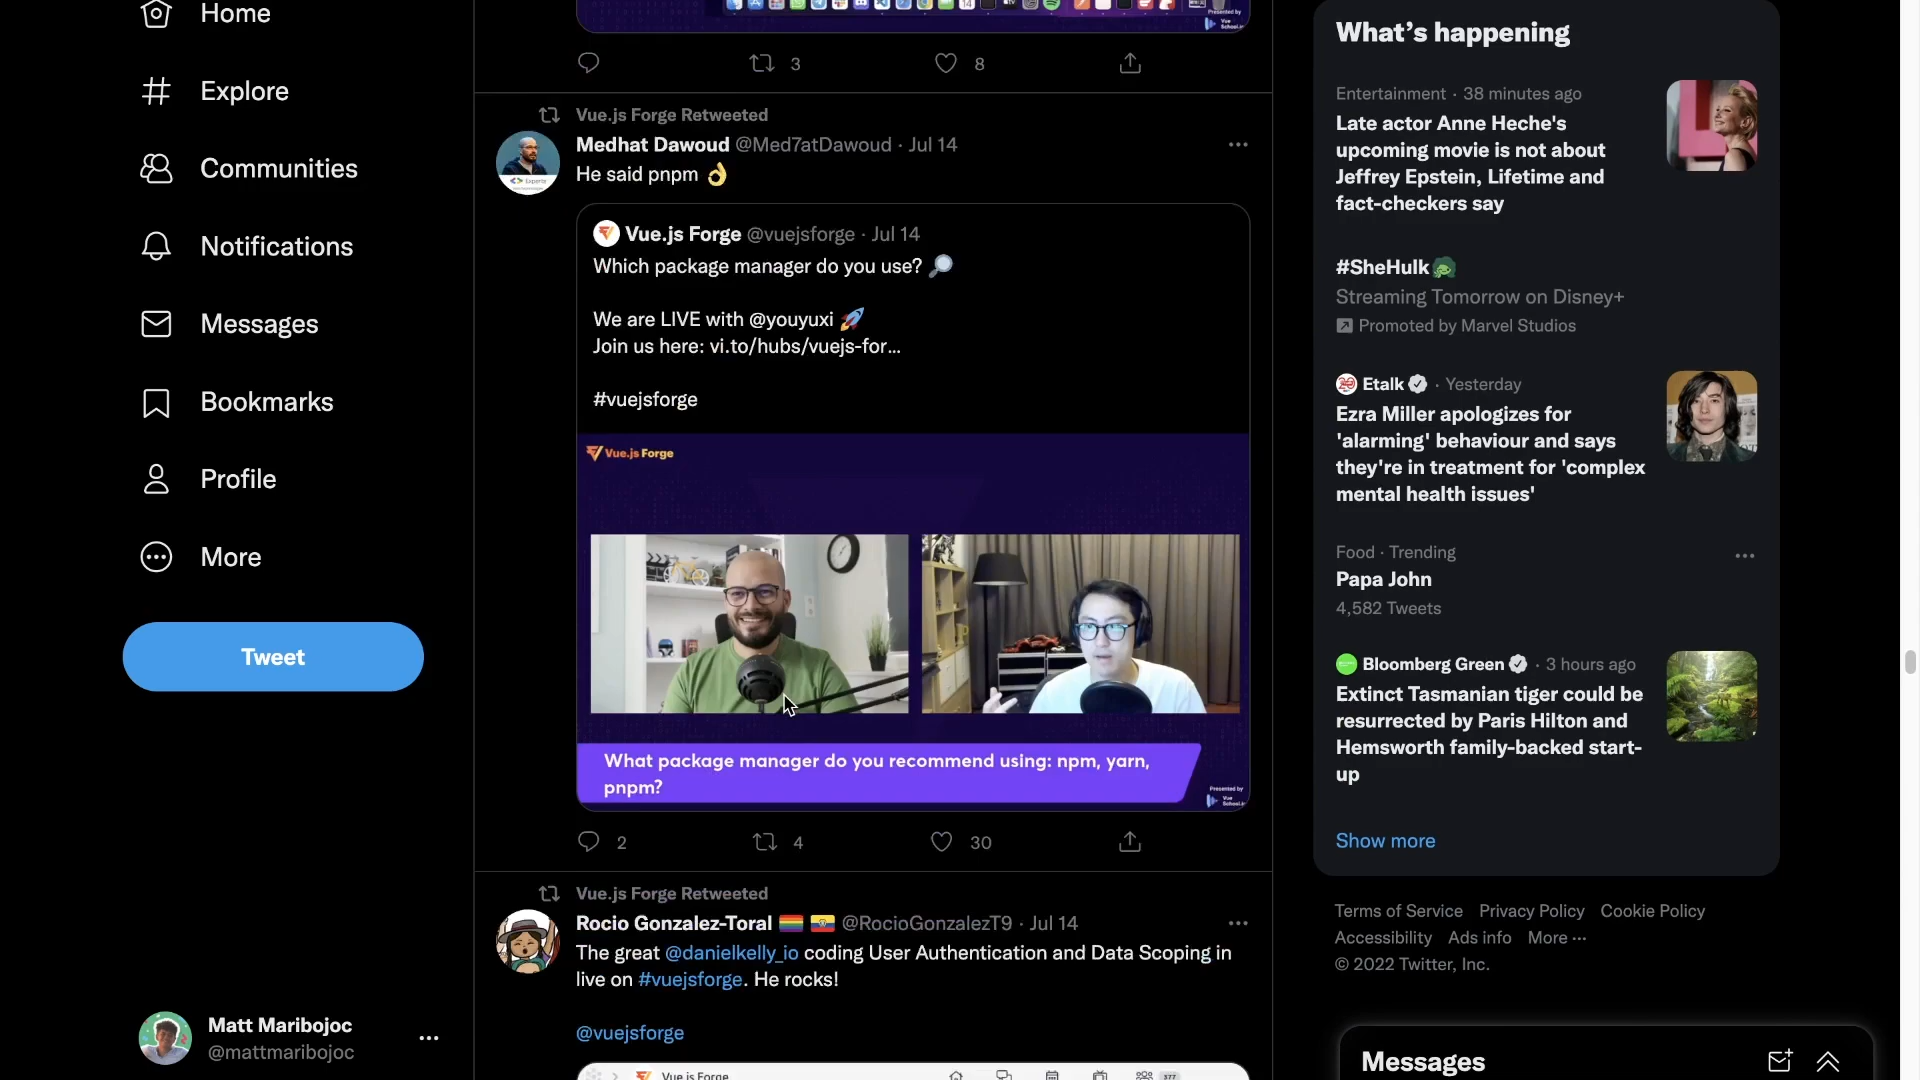 Home
Explore
Communities
Notifications
Messages
Bookmarks
Profile
More
Tweet
Matt Maribojoc
@mattmaribojoc
3 8
Vue.js Forge Retweeted
Medhat Dawoud @Med7atDawoud · Jul 14
He said pnpm 👌
Vue.js Forge @vuejsforge · Jul 14
Which package manager do you use? 🔎
We are LIVE with @youyuxi 🚀
Join us here: vi.to/hubs/vuejs-for...
#vuejsforge
Vue.js Forge
What package manager do you recommend using: npm, yarn,
pnpm?
Presented by
Vue
School.io
2 4 30
Vue.js Forge Retweeted
Rocio Gonzalez-Toral 🏳️‍🌈 🇪🇨 @RocioGonzalezT9 · Jul 14
The great @danielkelly_io coding User Authentication and Data Scoping in
live on #vuejsforge. He rocks!
@vuejsforge
Vue.js Forge
377
What's happening
Entertainment · 38 minutes ago
Late actor Anne Heche's
upcoming movie is not about
Jeffrey Epstein, Lifetime and
fact-checkers say
#SheHulk
Streaming Tomorrow on Disney+
Promoted by Marvel Studios
Etalk · Yesterday
Ezra Miller apologizes for
'alarming' behaviour and says
they're in treatment for 'complex
mental health issues'
Food · Trending
Papa John
4,582 Tweets
Bloomberg Green · 3 hours ago
Extinct Tasmanian tiger could be
resurrected by Paris Hilton and
Hemsworth family-backed start-
up
Show more
Terms of Service Privacy Policy Cookie Policy
Accessibility Ads info More ···
© 2022 Twitter, Inc.
Messages